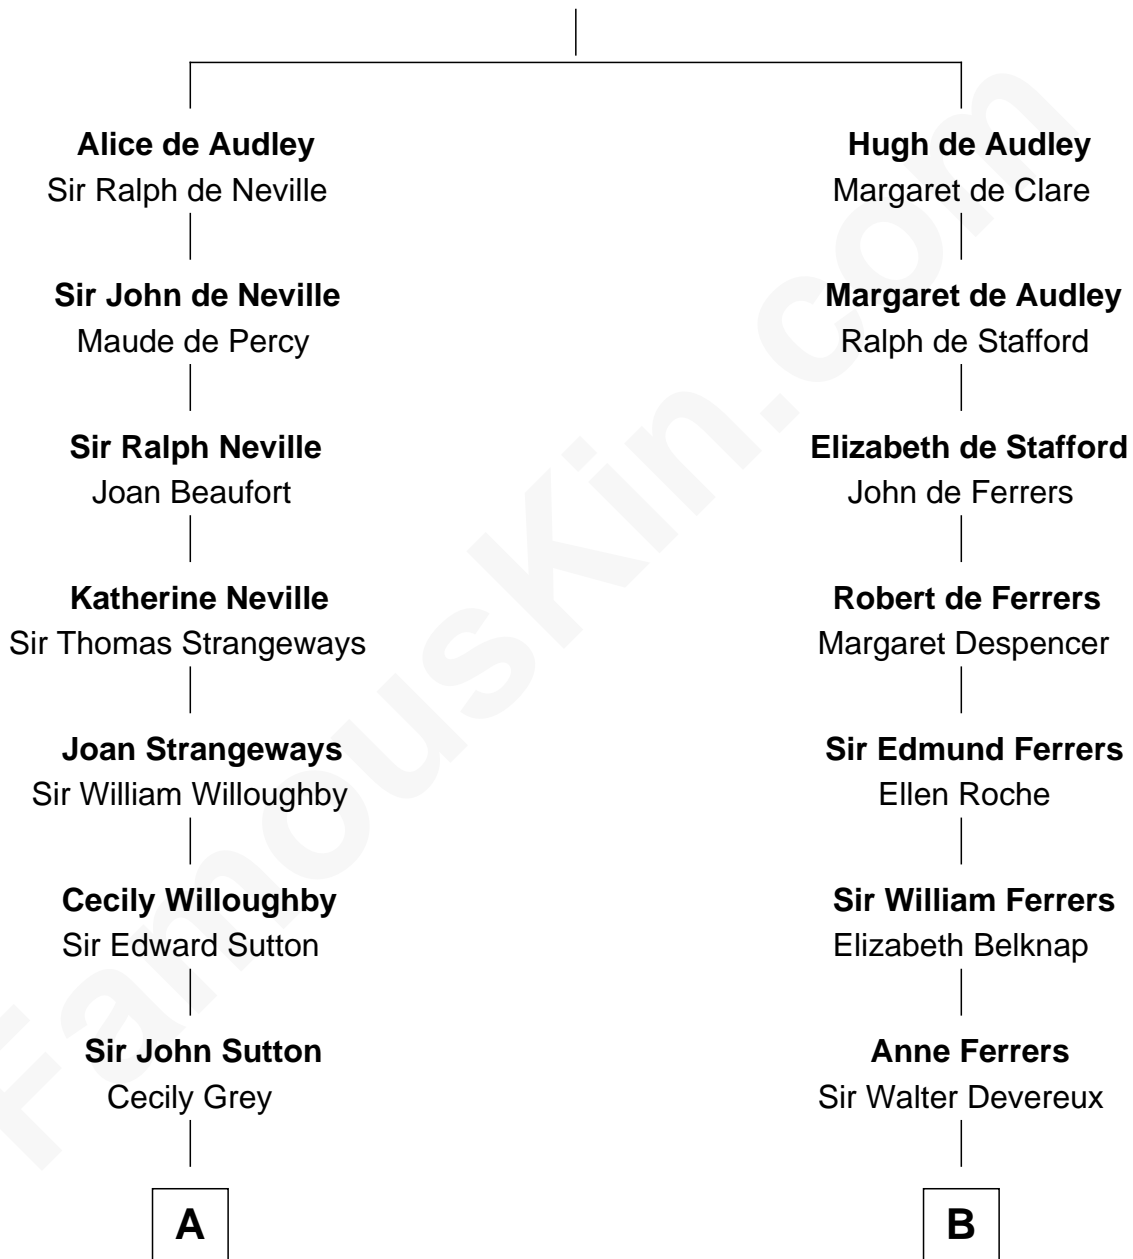 Alice de Audley
Sir Ralph de Neville
Sir John de Neville
Maude de Percy
Sir Ralph Neville
Joan Beaufort
Katherine Neville
Sir Thomas Strangeways
Joan Strangeways
Sir William Willoughby
Cecily Willoughby
Sir Edward Sutton
Sir John Sutton
Cecily Grey
A
Hugh de Audley
Margaret de Clare
Margaret de Audley
Ralph de Stafford
Elizabeth de Stafford
John de Ferrers
Robert de Ferrers
Margaret Despencer
Sir Edmund Ferrers
Ellen Roche
Sir William Ferrers
Elizabeth Belknap
Anne Ferrers
Sir Walter Devereux
B
FamousKin.com